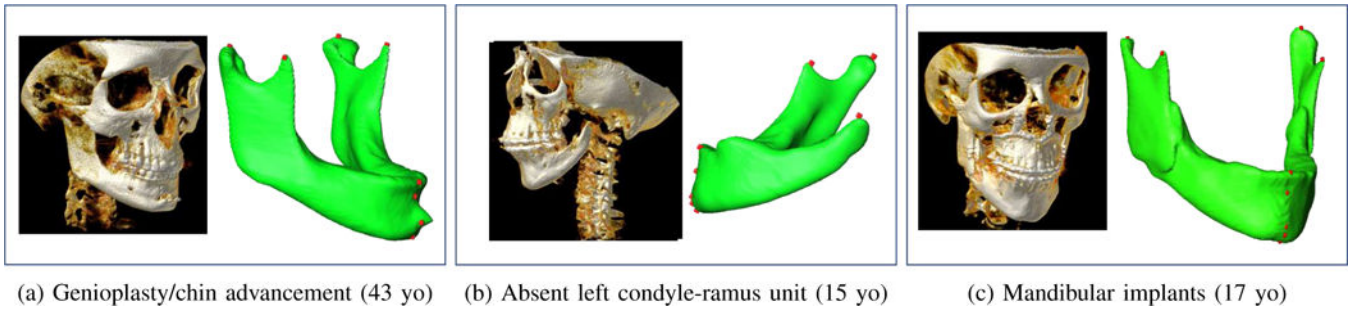 (a) Genioplasty/chin advancement (43 yo)
(b) Absent left condyle-ramus unit (15 yo)
(c) Mandibular implants (17 yo)